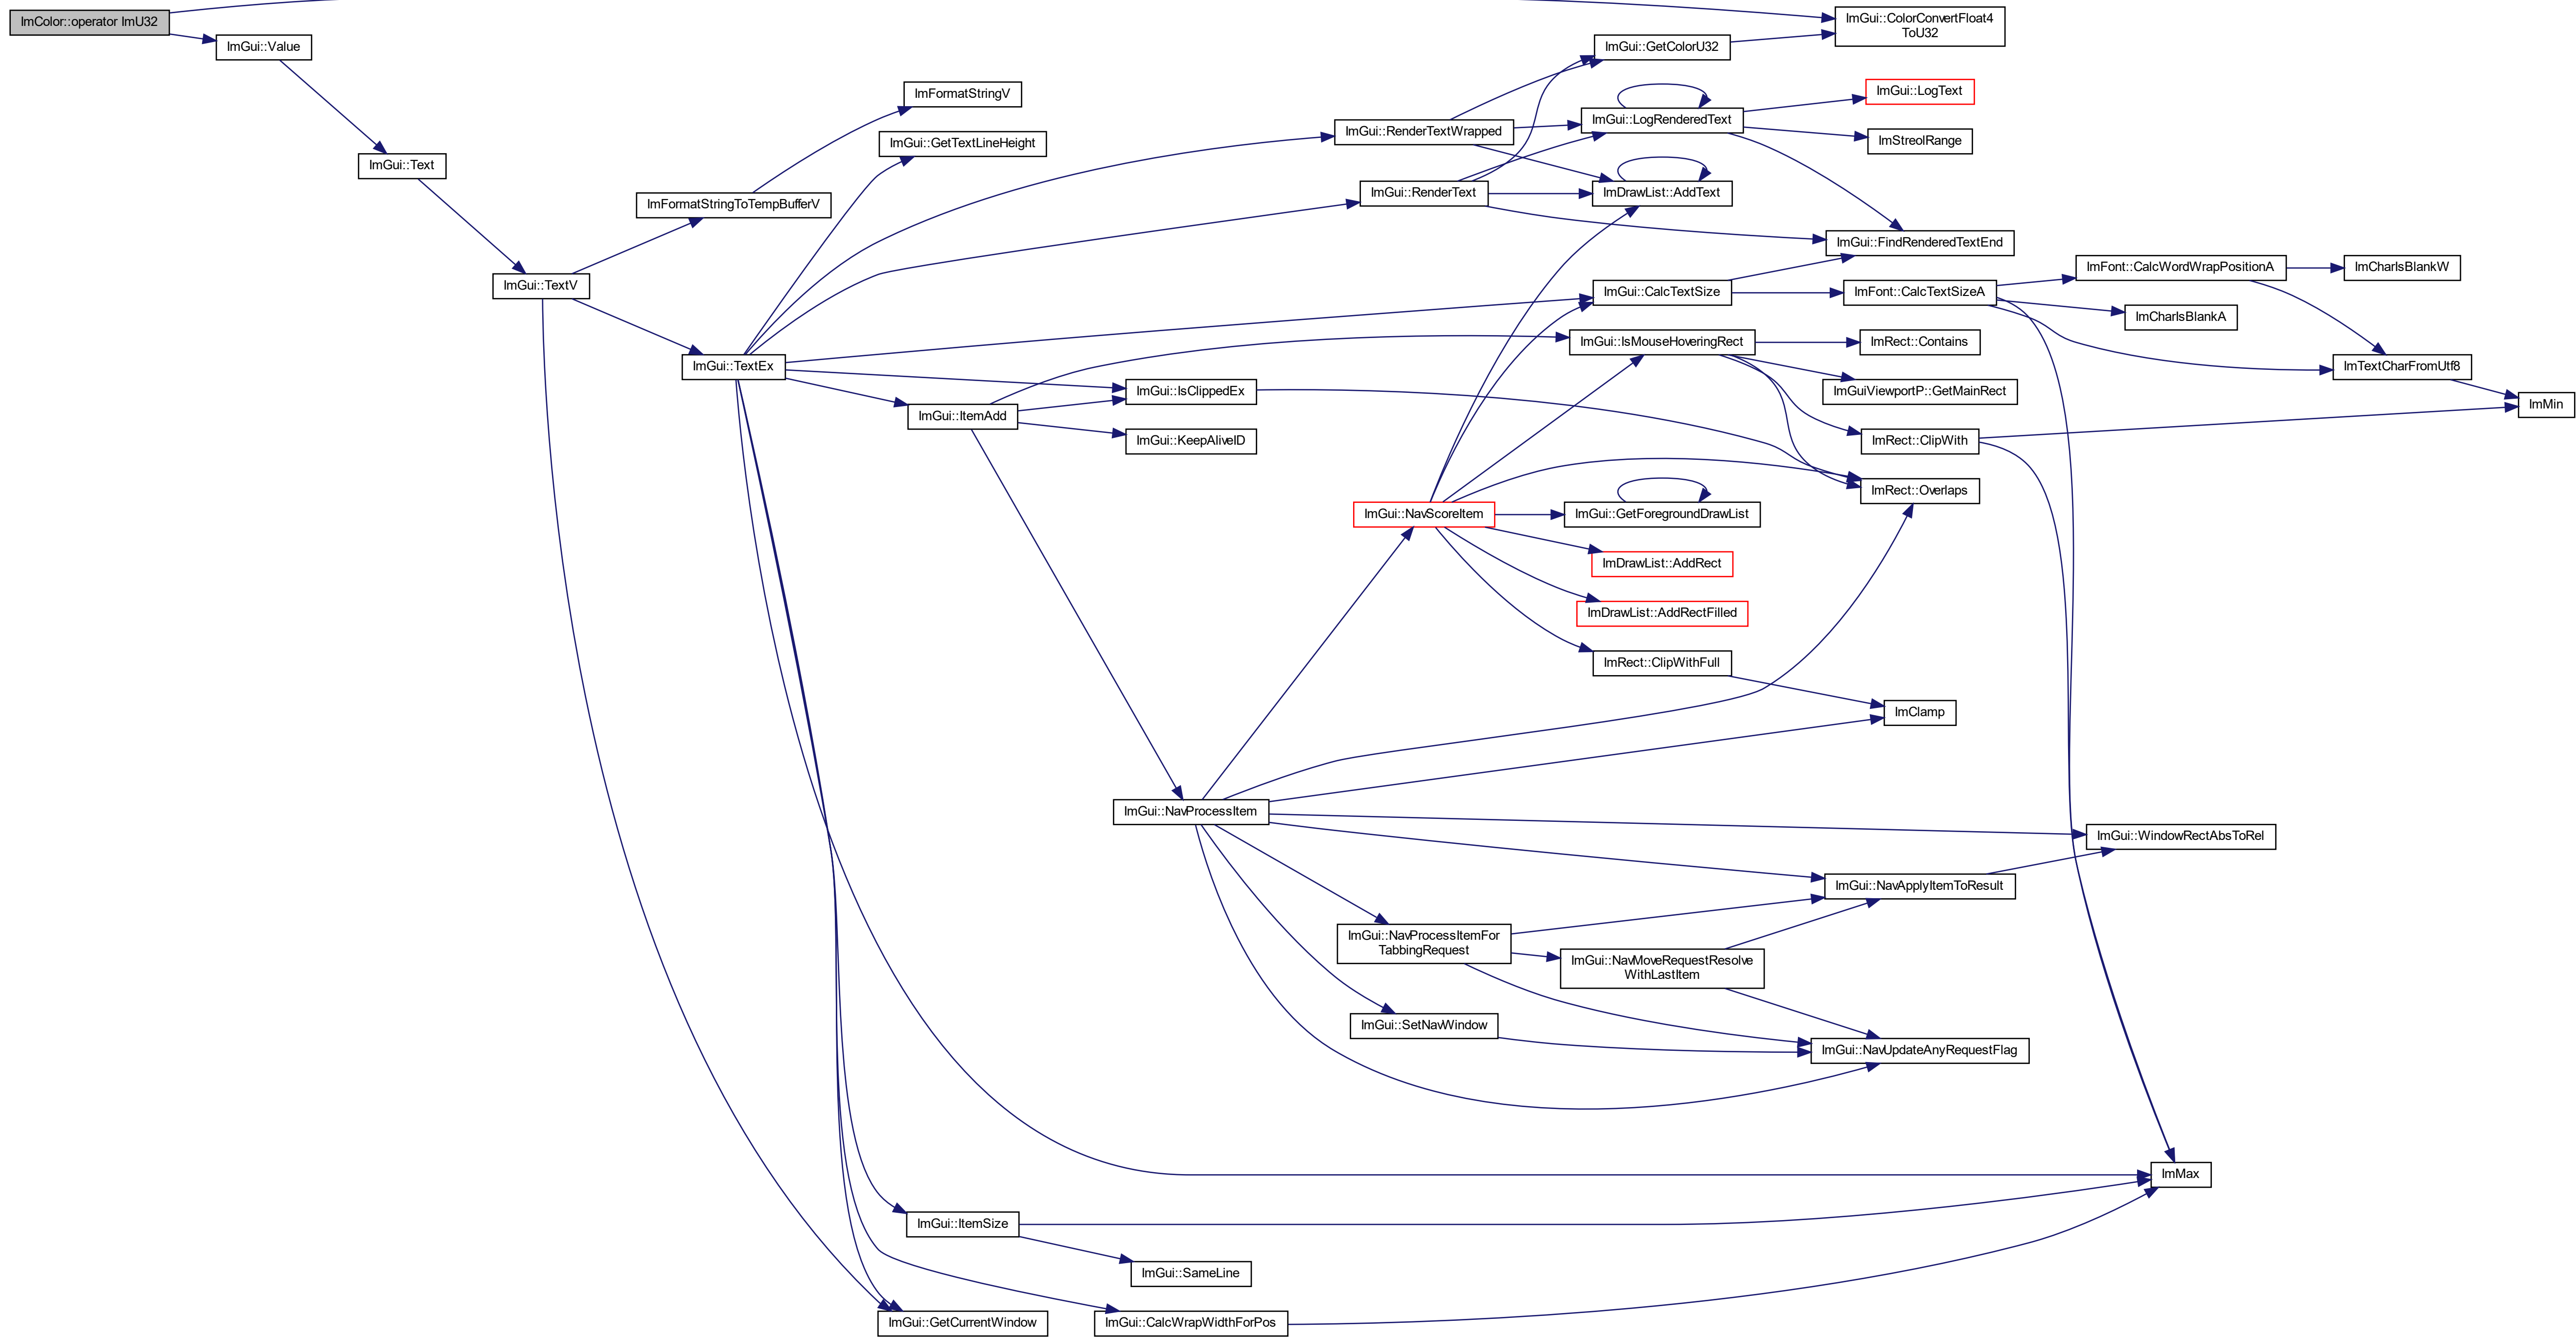 ImColor::operator ImU32
ImGui::Value
ImGui::Text
ImGui::TextV
ImFormatStringToTempBufferV
ImFormatStringV
ImGui::GetTextLineHeight
ImGui::TextEx
ImGui::ItemAdd
ImGui::IsClippedEx
ImGui::KeepAliveID
ImGui::NavProcessItem
ImGui::ItemSize
ImGui::SameLine
ImGui::GetCurrentWindow
ImGui::CalcWrapWidthForPos
ImGui::RenderTextWrapped
ImGui::RenderText
ImGui::NavScoreItem
ImGui::NavProcessItemFor
TabbingRequest
ImGui::SetNavWindow
ImGui::GetColorU32
ImGui::LogRenderedText
ImDrawList::AddText
ImGui::CalcTextSize
ImGui::IsMouseHoveringRect
ImGui::GetForegroundDrawList
ImDrawList::AddRect
ImDrawList::AddRectFilled
ImRect::ClipWithFull
ImGui::NavMoveRequestResolve
WithLastItem
ImGui::ColorConvertFloat4
ToU32
ImGui::LogText
ImStreolRange
ImGui::FindRenderedTextEnd
ImFont::CalcTextSizeA
ImRect::Contains
ImGuiViewportP::GetMainRect
ImRect::ClipWith
ImRect::Overlaps
ImClamp
ImGui::NavApplyItemToResult
ImGui::NavUpdateAnyRequestFlag
ImFont::CalcWordWrapPositionA
ImCharIsBlankA
ImGui::WindowRectAbsToRel
ImMax
ImCharIsBlankW
ImTextCharFromUtf8
ImMin